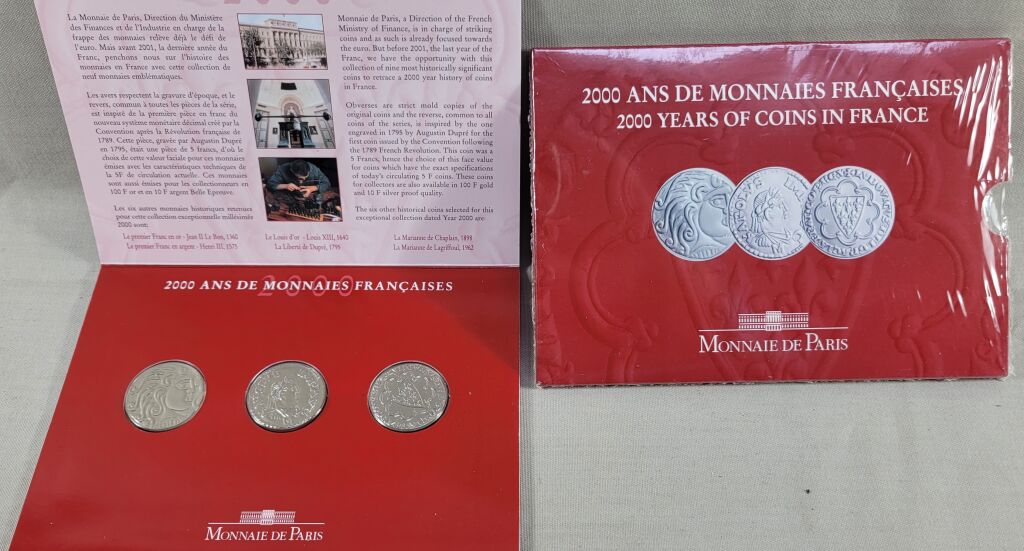 2000
La Monnaie de Paris, Direction du Ministère
des Finances et de l'Industrie en charge de la
frappe des monnaies relève déjà le défi de
l'euro. Mais avant 2001, la dernière année du
Franc, penchons nous sur l'histoire des
monnaies en France avec cette collection de
neuf monnaies emblématiques.
Les avers respectent la gravure d'époque, et le
revers, commun à toutes les pièces de la série,
est inspiré de la première pièce en franc du
nouveau système monétaire décimal créé par la
Convention après la Révolution française de
1789. Cette pièce, gravée par Augustin Dupré
en 1795, était une pièce de 5 francs, d'où le
choix de cette valeur faciale pour ces monnaies
émises avec les caractéristiques techniques de
la 5F de circulation actuelle. Ces monnaies
sont aussi émises pour les collectionneurs en
100 F or et en 10 F argent Belle Epreuve.
Les six autres monnaies historiques retenues
pour cette collection exceptionnelle millésimée
2000 sont:
Le premier Franc en or - Jean II Le Bon, 1360
Le premier Franc en argent - Henri III, 1575
Le Louis d'or - Louis XIII, 1640
La Liberté de Dupré, 1795
Monnaie de Paris, a Direction of the French
Ministry of Finance, is in charge of striking
coins and as such is already focused towards
the euro. But before 2001, the last year of the
Franc, we have the opportunity with this
collection of nine most historically significant
coins to retrace a 2000 year history of coins
in France.
Obverses are strict mold copies of the
original coins and the reverse, common to all
coins of the series, is inspired by the one
engraved in 1795 by Augustin Dupré for the
first coin issued by the Convention following
the 1789 French Revolution. This coin was a
5 Francs, hence the choice of this face value
for coins which have the exact specifications
of today's circulating 5 F coins. These coins
for collectors are also available in 100 F gold
and 10 F silver proof quality.
The six other historical coins selected for this
exceptional collection dated Year 2000 are:
La Marianne de Chaplain, 1898
La Marianne de Lagriffoul, 1962
2000
2000 ANS DE MONNAIES FRANÇAISES
MONNAIE DE PARIS
2000 ANS DE MONNAIES FRANÇAISES
2000 YEARS OF COINS IN FRANCE
MONNAIE DE PARIS